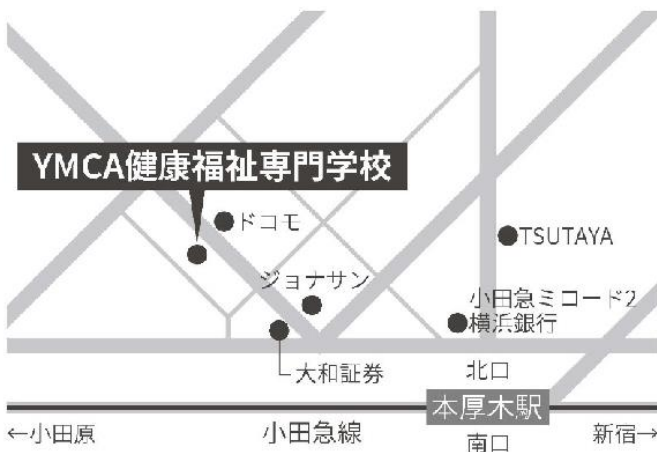 YMCA健康福祉専門学校
ドコモ
TSUTAYA
ジョナサン
小田急ミロード2
横浜銀行
大和証券
北口
本厚木駅
←小田原
小田急線
南口
新宿→